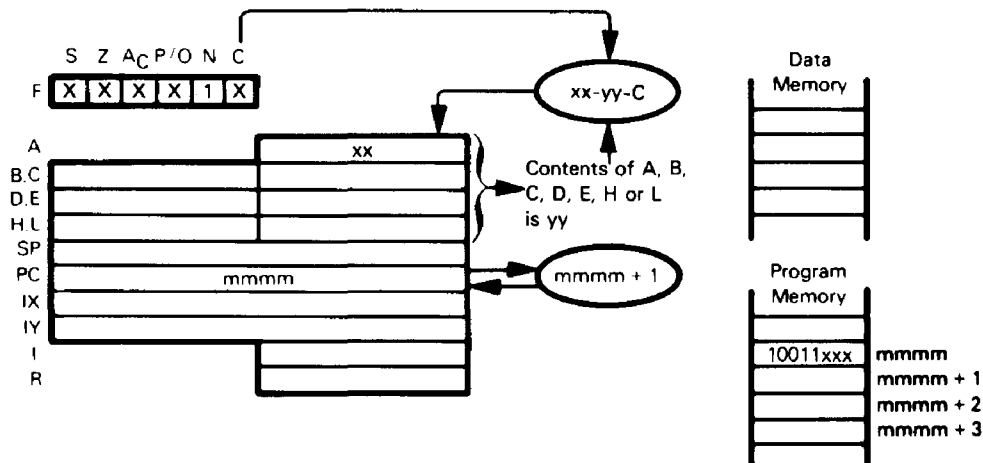 S Z AC P/O N C
F X X X X 1 X
xx-yy-C
Data
Memory
A xx
B.C
D.E
H.L
SP
PC mmmm
IX
IY
I
R
Contents of A, B,
C, D, E, H or L
is yy
mmmm + 1
Program
Memory
10011xxx mmmm
mmmm + 1
mmmm + 2
mmmm + 3